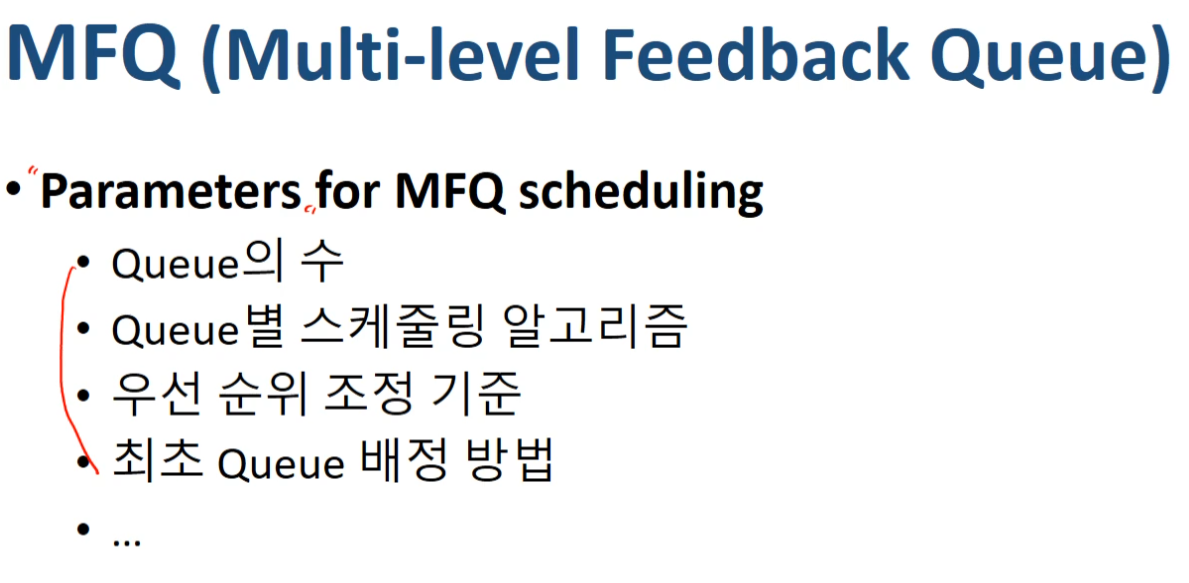 MFQ (Multi-level Feedback Queue)
• "Parameters "for MFQ scheduling
• Queue의 수
• Queue별 스케줄링 알고리즘
• 우선 순위 조정 기준
• 최초 Queue 배정 방법
• ...